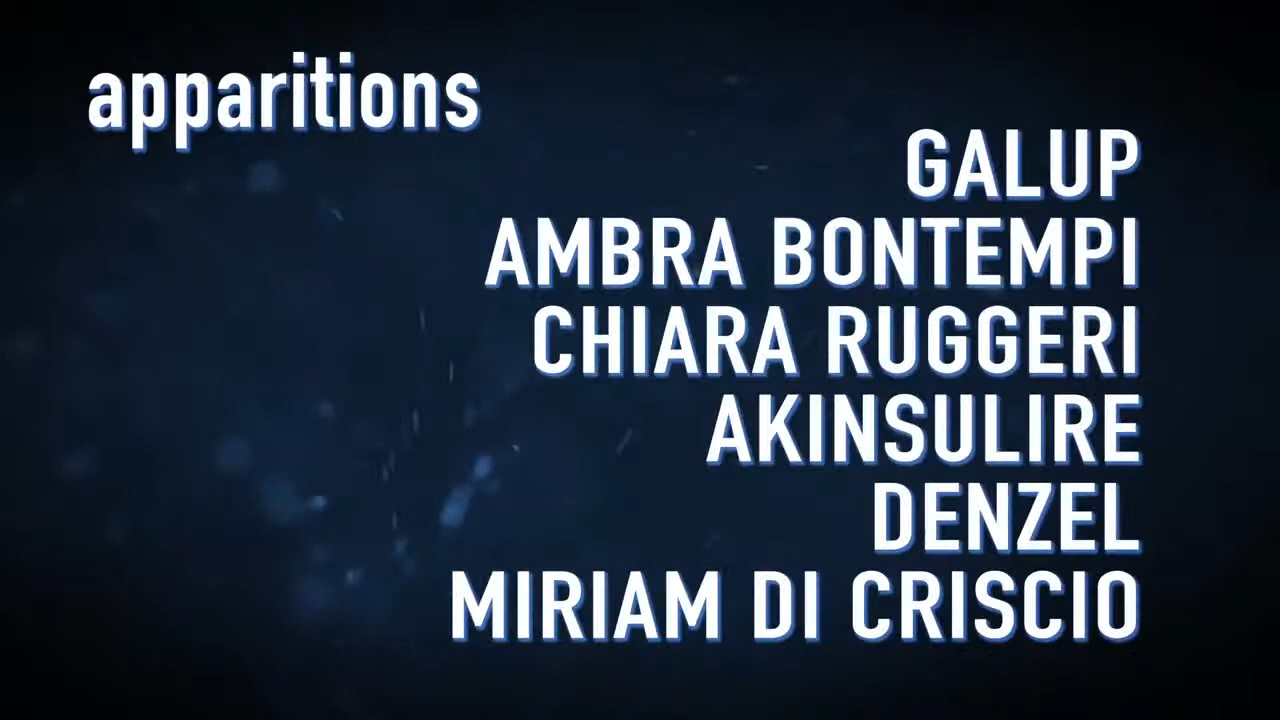 apparitions
GALUP
AMBRA BONTEMPI
CHIARA RUGGERI
AKINSULIRE
DENZEL
MIRIAM DI CRISCIO